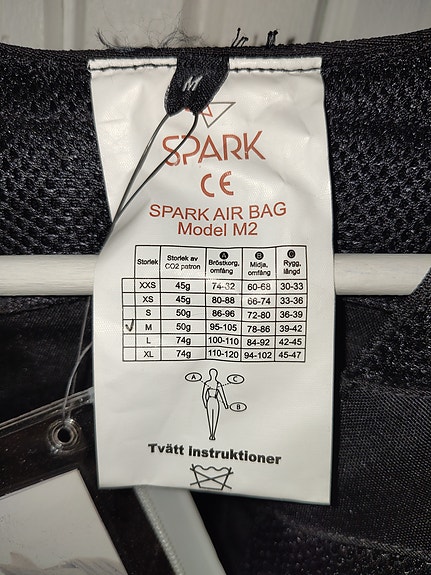 M
SPARK
CE
SPARK AIR BAG
Model M2
Storlek Storlek av CO2 patron A Bröstkorg, omfång B Midja, omfång C Rygg, längd
XXS 45g 74-82 60-68 30-33
XS 45g 80-88 66-74 33-36
S 50g 86-96 72-80 36-39
✓ M 50g 95-105 78-86 39-42
L 74g 100-110 84-92 42-45
XL 74g 110-120 94-102 45-47
A C
B
Tvätt instruktioner